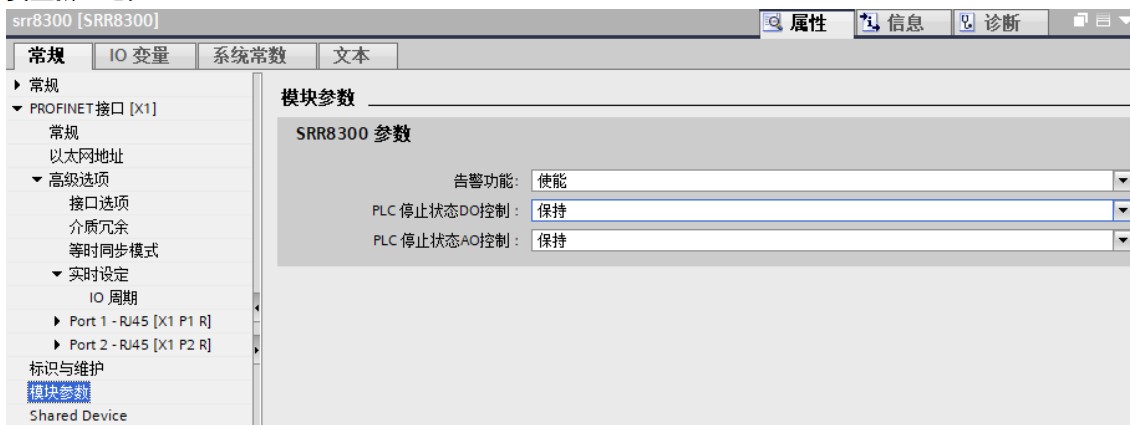 srr8300 [SRR8300]
属性
信息
诊断
常规
IO 变量
系统常数
文本
常规
PROFINET接口 [X1]
常规
以太网地址
高级选项
接口选项
介质冗余
等时同步模式
实时设定
IO 周期
Port 1 - RJ45 [X1 P1 R]
Port 2 - RJ45 [X1 P2 R]
标识与维护
模块参数
Shared Device
模块参数
SRR8300 参数
告警功能: 使能
PLC 停止状态DO控制: 保持
PLC 停止状态AO控制: 保持